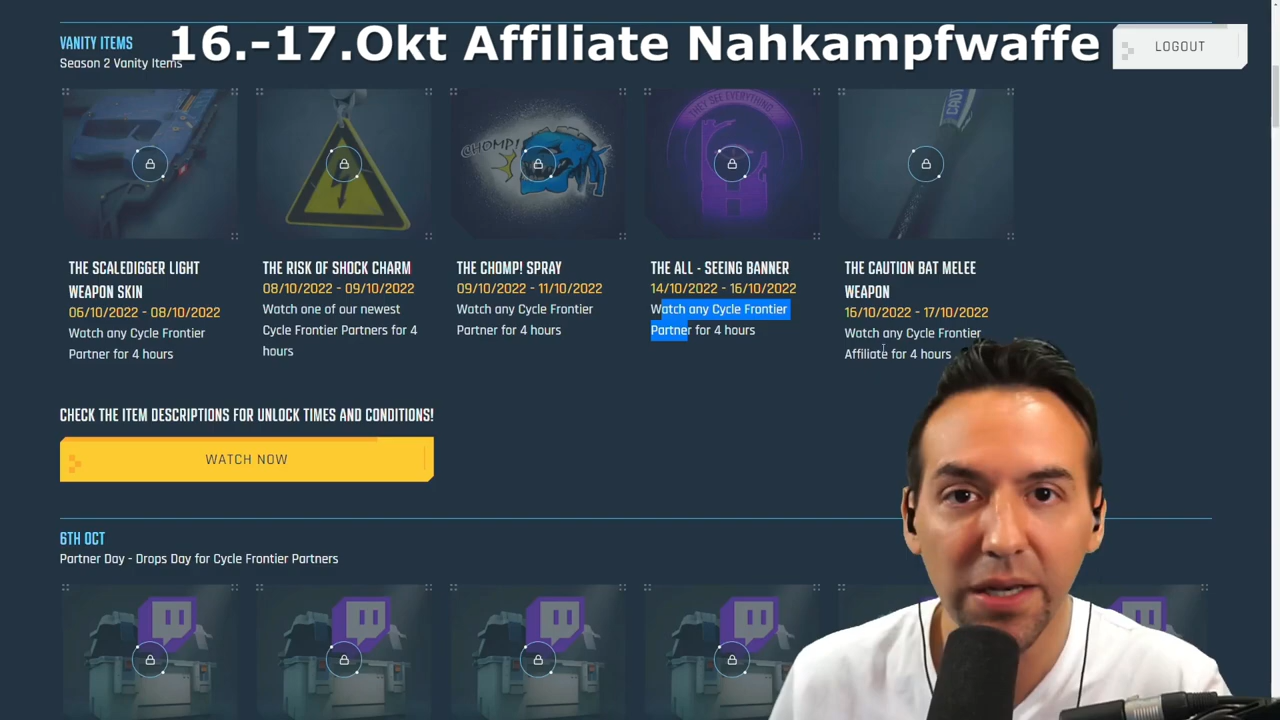 16.-17.Okt Affiliate Nahkampfwaffe
VANITY ITEMS
Season 2 Vanity Items
LOGOUT
CHOMP!
THEY SEE EVERYTHING
CAUT
THE SCALEDIGGER LIGHT
WEAPON SKIN
06/10/2022 - 08/10/2022
Watch any Cycle Frontier
Partner for 4 hours
THE RISK OF SHOCK CHARM
08/10/2022 - 09/10/2022
Watch one of our newest
Cycle Frontier Partners for 4
hours
THE CHOMP! SPRAY
09/10/2022 - 11/10/2022
Watch any Cycle Frontier
Partner for 4 hours
THE ALL - SEEING BANNER
14/10/2022 - 16/10/2022
Watch any Cycle Frontier
Partner for 4 hours
THE CAUTION BAT MELEE
WEAPON
16/10/2022 - 17/10/2022
Watch any Cycle Frontier
Affiliate for 4 hours
CHECK THE ITEM DESCRIPTIONS FOR UNLOCK TIMES AND CONDITIONS!
WATCH NOW
6TH OCT
Partner Day - Drops Day for Cycle Frontier Partners